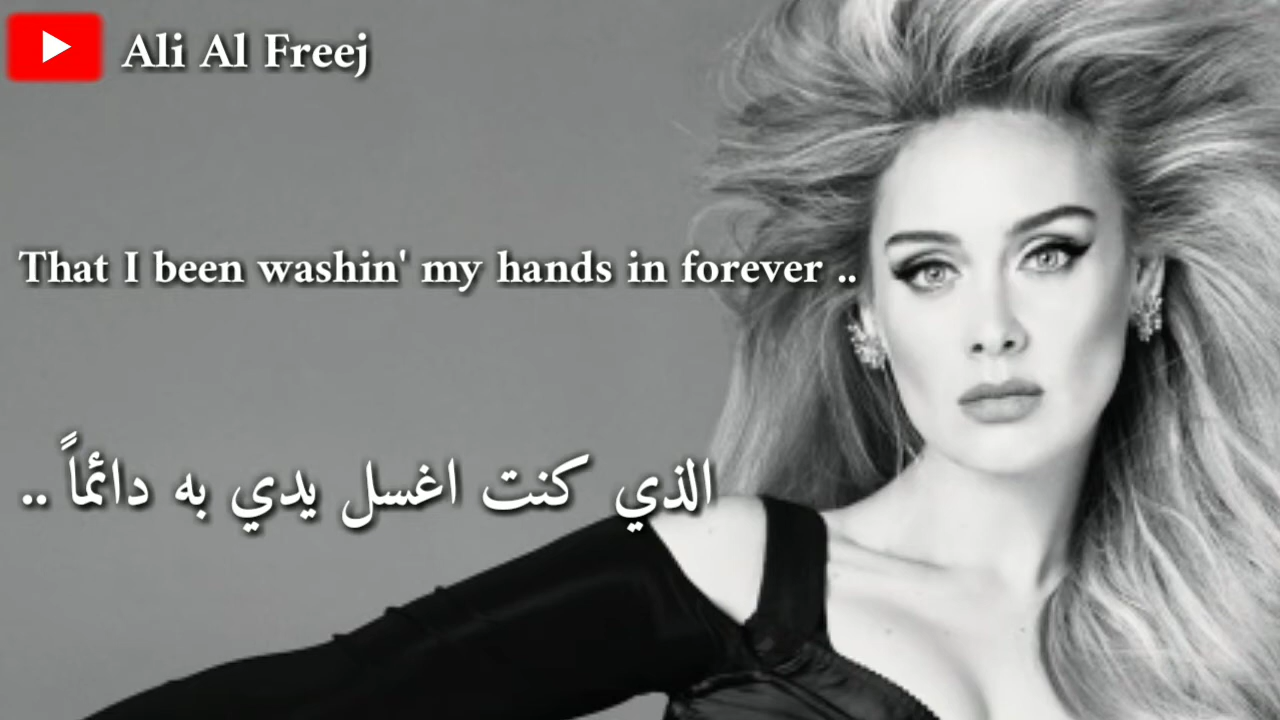 Ali Al Freej
That I been washin' my hands in forever ..
الذي كنت اغسل يدي به دائماً ..